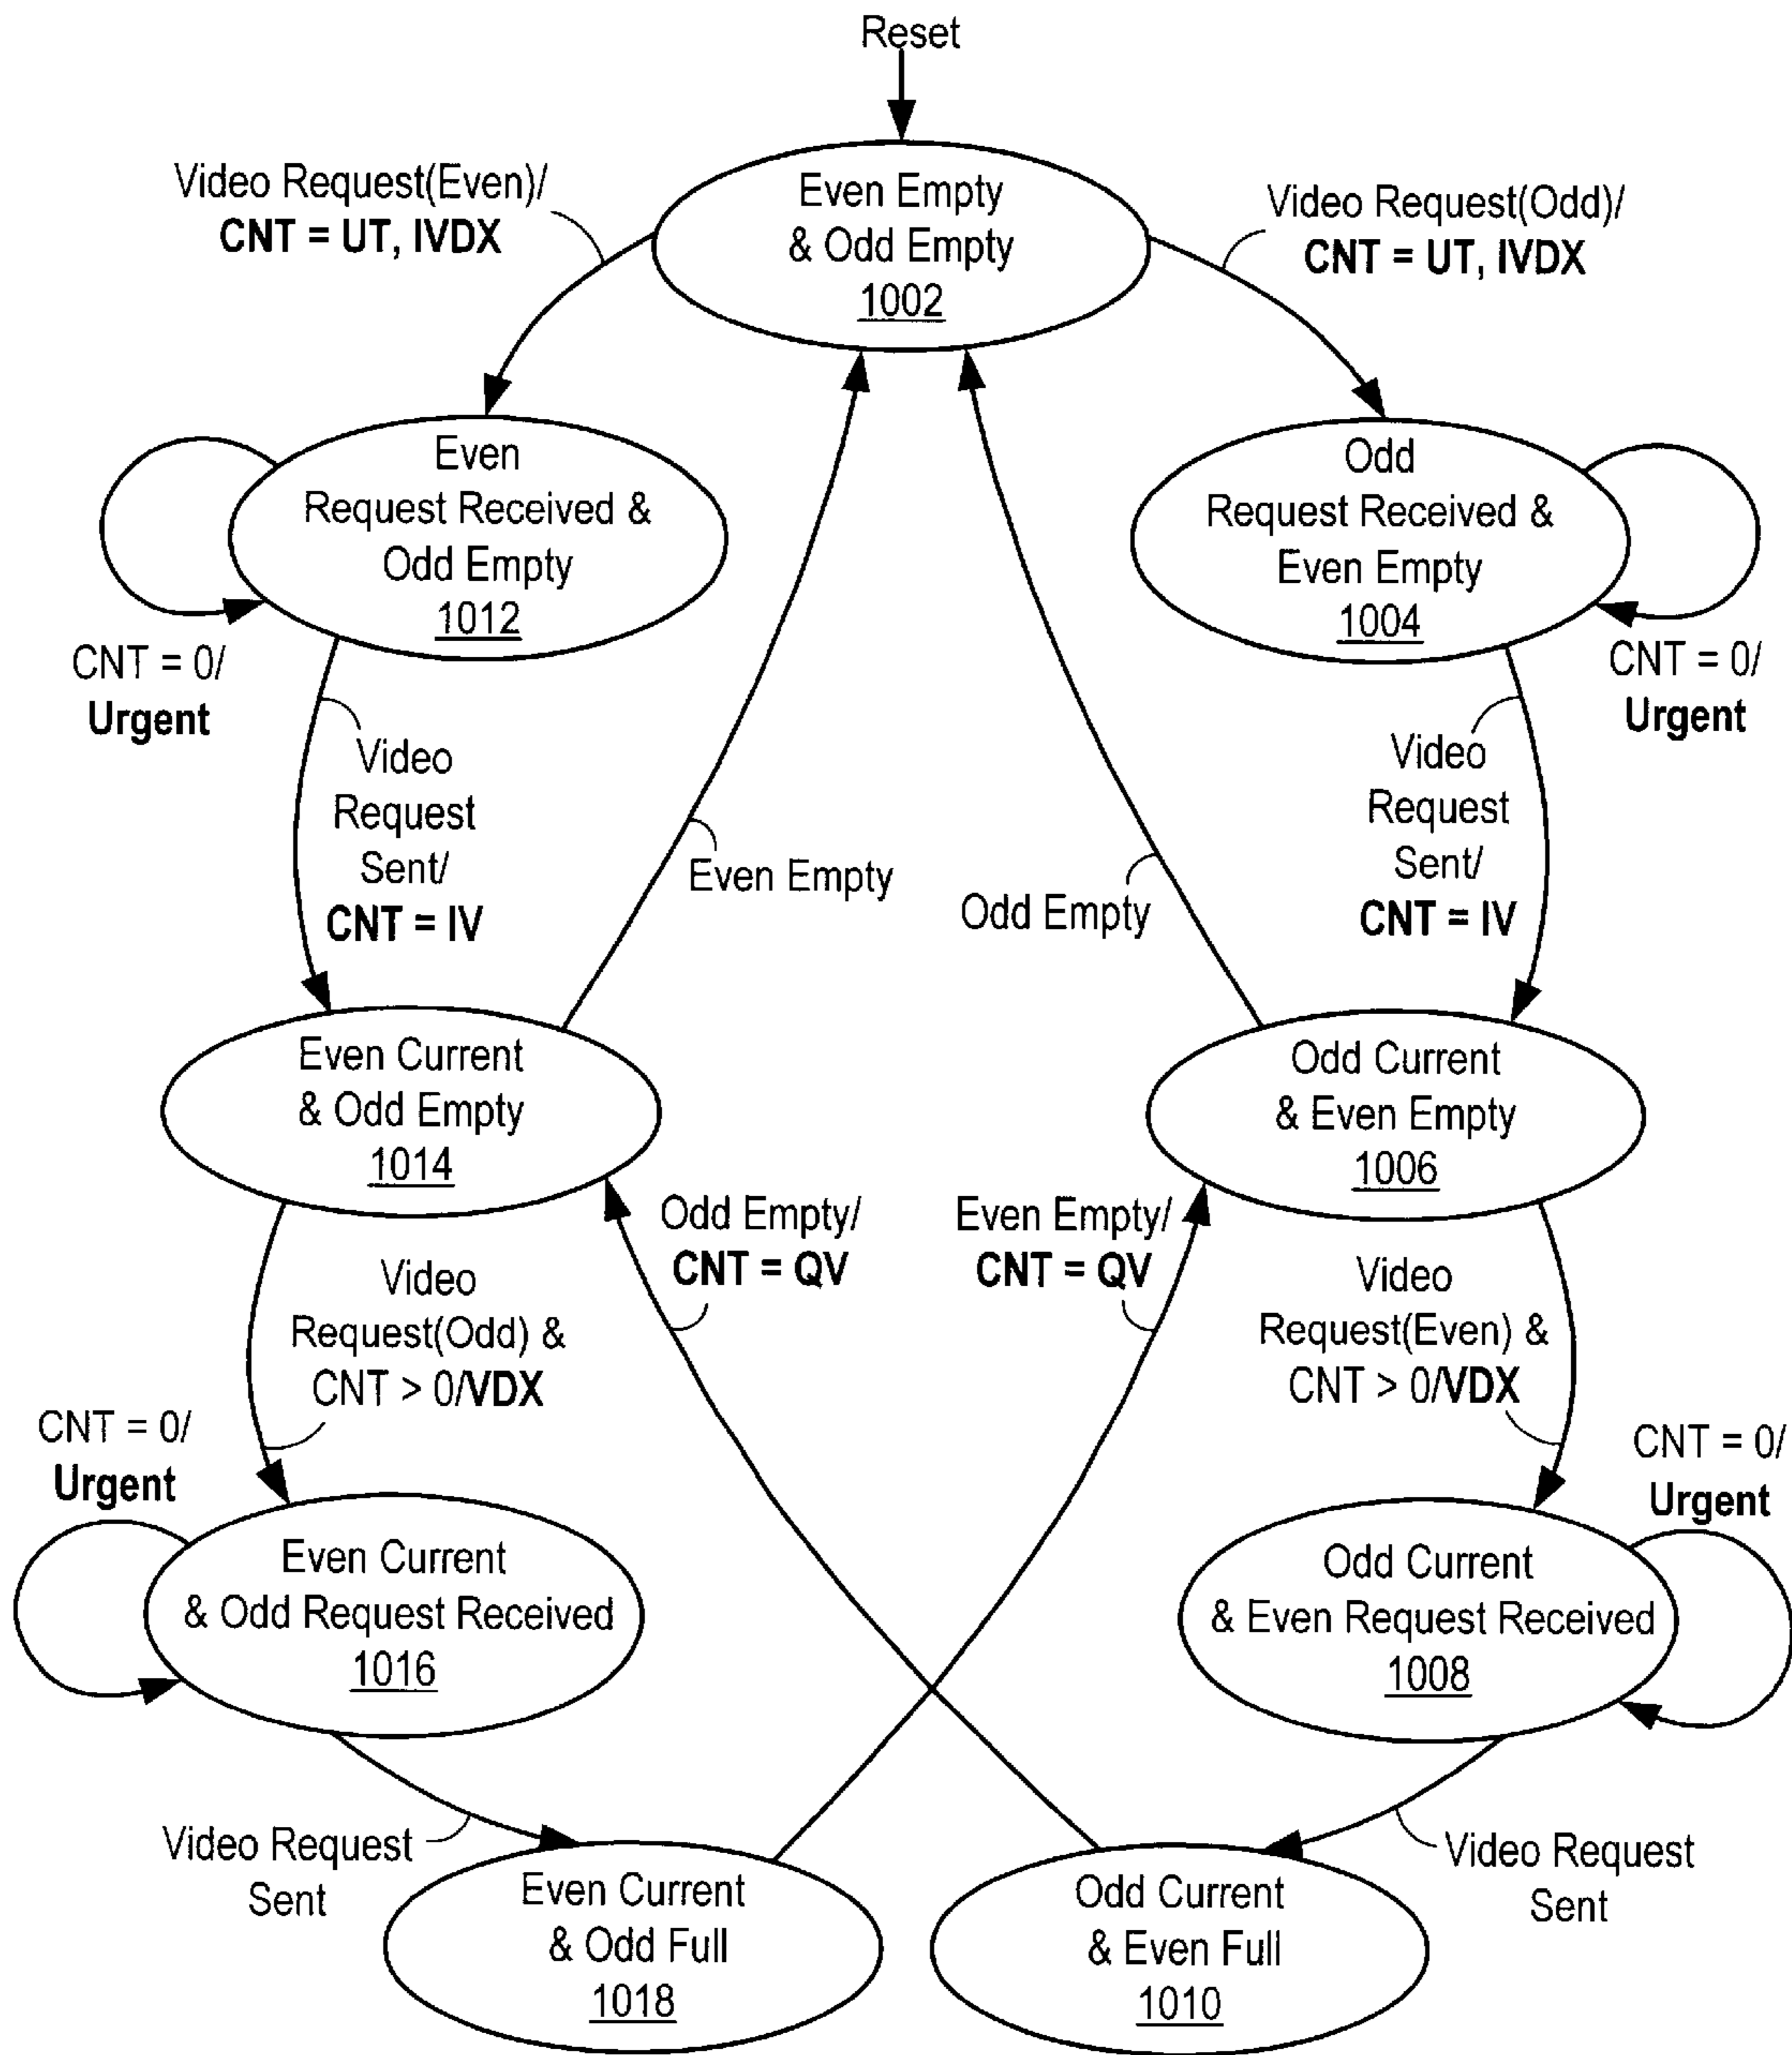 Reset
Video Request(Even)/
CNT = UT, IVDX
Even Empty
& Odd Empty
1002
Video Request(Odd)/
CNT = UT, IVDX
Even
Request Received &
Odd Empty
1012
Odd
Request Received &
Even Empty
1004
CNT = 0/
Urgent
CNT = 0/
Urgent
Video
Request
Sent/
CNT = IV
Even Empty
Odd Empty
Video
Request
Sent/
CNT = IV
Even Current
& Odd Empty
1014
Odd Current
& Even Empty
1006
Odd Empty/
CNT = QV
Even Empty/
CNT = QV
Video
Request(Odd) &
CNT > 0/VDX
Video
Request(Even) &
CNT > 0/VDX
CNT = 0/
Urgent
CNT = 0/
Urgent
Even Current
& Odd Request Received
1016
Odd Current
& Even Request Received
1008
Video Request
Sent
Video Request
Sent
Even Current
& Odd Full
1018
Odd Current
& Even Full
1010